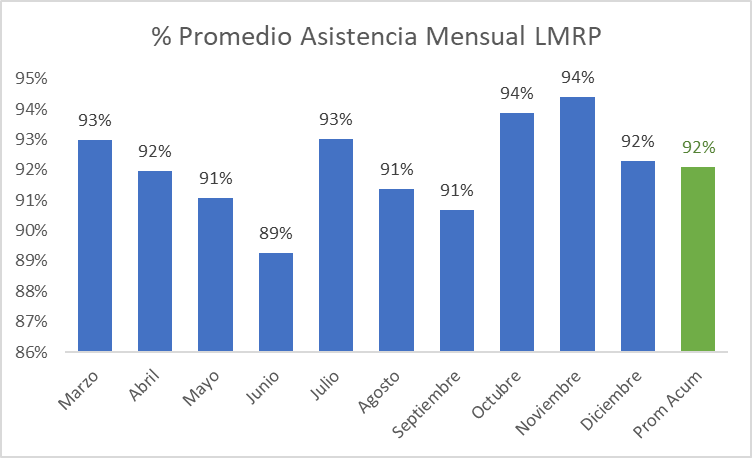 % Promedio Asistencia Mensual LMRP
95%
94%
93%
92%
91%
90%
89%
88%
87%
86%
93%
92%
91%
89%
93%
91%
91%
94%
94%
92%
92%
Marzo
Abril
Mayo
Junio
Julio
Agosto
Septiembre
Octubre
Noviembre
Diciembre
Prom Acum